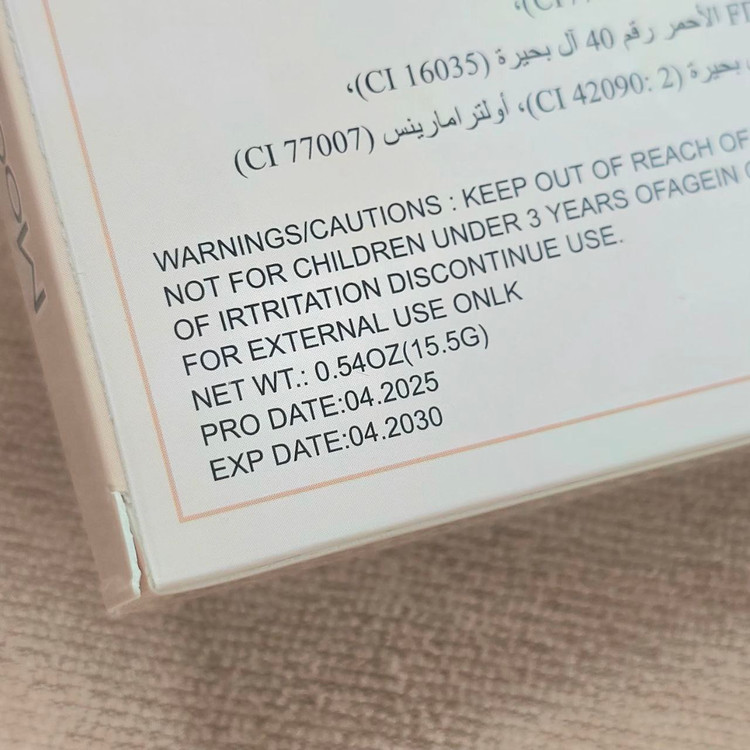 (CI
الأحمر رقم 40 آل بحيرة (CI 16035)،
بحيرة (CI 42090: 2)، أولترامارينس (CI 77007)
WARNINGS/CAUTIONS : KEEP OUT OF REACH OF
NOT FOR CHILDREN UNDER 3 YEARS OFAGEIN
OF IRTRITATION DISCONTINUE USE.
FOR EXTERNAL USE ONLK
NET WT.: 0.54OZ(15.5G)
PRO DATE:04.2025
EXP DATE:04.2030